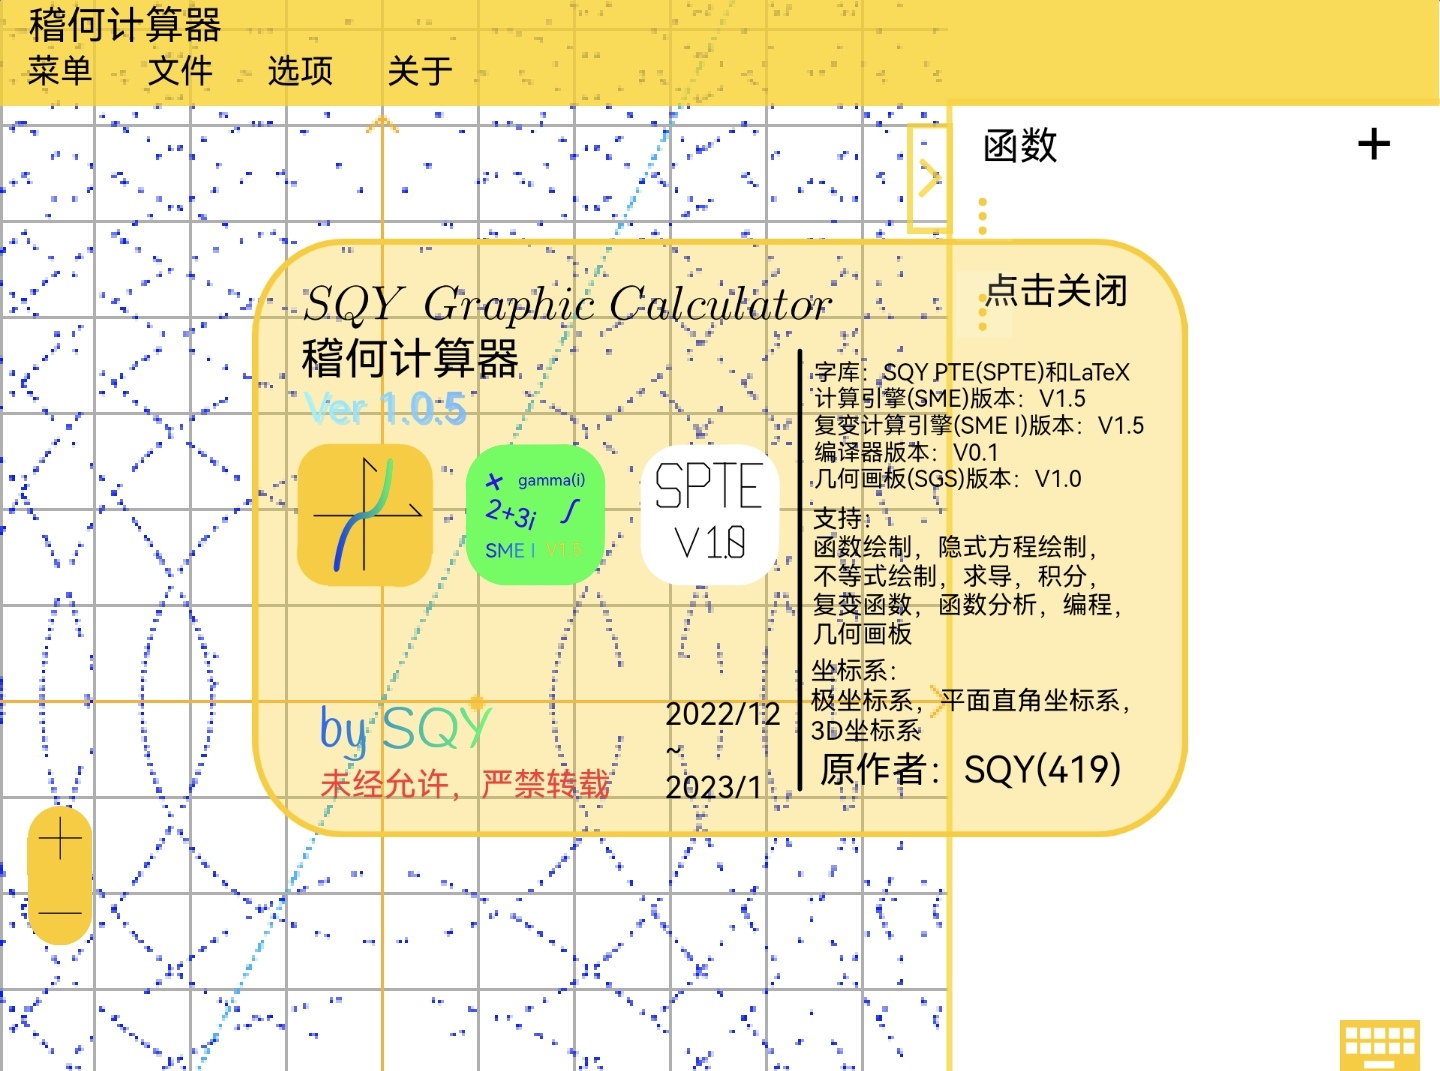 稽何计算器
菜单 文件 选项 关于
函数 +
点击关闭
SQY Graphic Calculator
稽何计算器
Ver 1.0.5
gamma(i)
2+3i ∫
SME I V1.5
SPTE
V 1.0
by SQY
未经允许，严禁转载
2022/12
~
2023/1
字库：SQY PTE(SPTE)和LaTeX
计算引擎(SME)版本：V1.5
复变计算引擎(SME I)版本：V1.5
编译器版本：V0.1
几何画板(SGS)版本：V1.0
支持：
函数绘制，隐式方程绘制，
不等式绘制，求导，积分，
复变函数，函数分析，编程，
几何画板
坐标系：
极坐标系，平面直角坐标系，
3D坐标系
原作者：SQY(419)